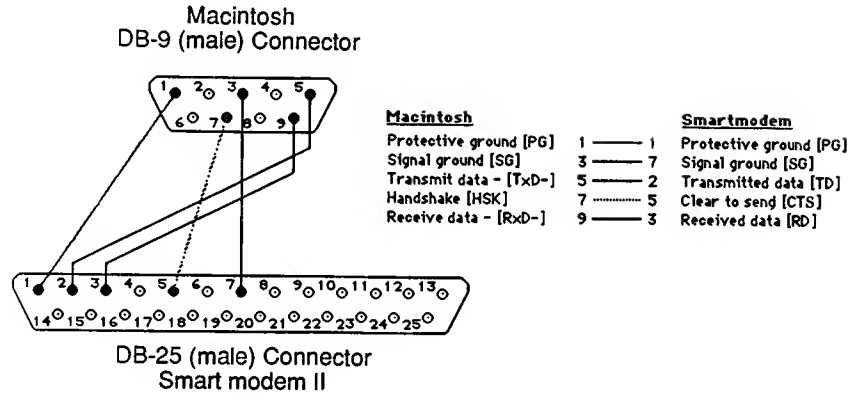 Macintosh
DB-9 (male) Connector
1 2 3 4 5
6 7 8 9
Macintosh Smartmodem
Protective ground [PG] 1 1 Protective ground [PG]
Signal ground [SG] 3 7 Signal ground [SG]
Transmit data - [TxD-] 5 2 Transmitted data [TD]
Handshake [HSK] 7 5 Clear to send [CTS]
Receive data - [RxD-] 9 3 Received data [RD]
1 2 3 4 5 6 7 8 9 10 11 12 13
14 15 16 17 18 19 20 21 22 23 24 25
DB-25 (male) Connector
Smart modem II